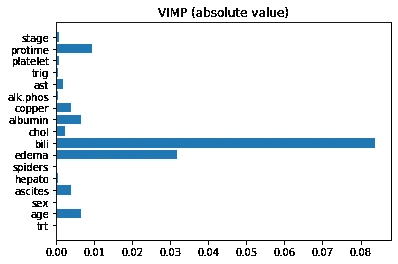 VIMP (absolute value)
stage
protime
platelet
trig
ast
alk.phos
copper
albumin
chol
bili
edema
spiders
hepato
ascites
sex
age
trt
0.00 0.01 0.02 0.03 0.04 0.05 0.06 0.07 0.08